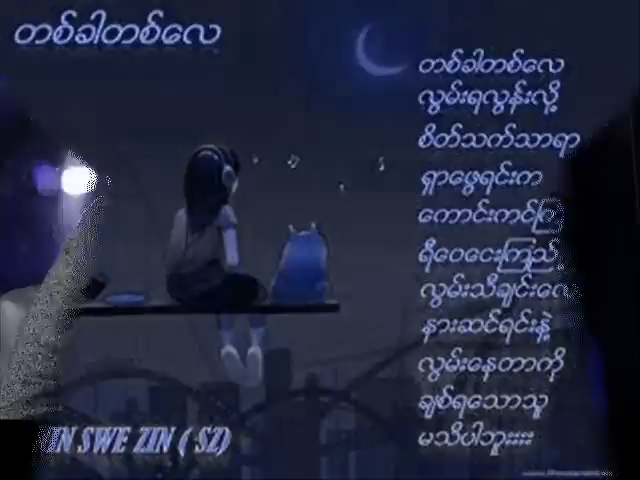 တစ်ခါတစ်လေ
တစ်ခါတစ်လေ
လွမ်းရလွန်းလို့
စိတ်သက်သာရာ
ရှာဖွေရင်းက
ကောင်းကင်ကြ
ရီဝေငေးကြည့်
လွမ်းသီချင်းလေ
နားဆင်ရင်းနဲ့
လွမ်းနေတာကို
ချစ်ရသောသူ
မသိပါဘူး။။။။
IN SWE ZIN ( SZ)